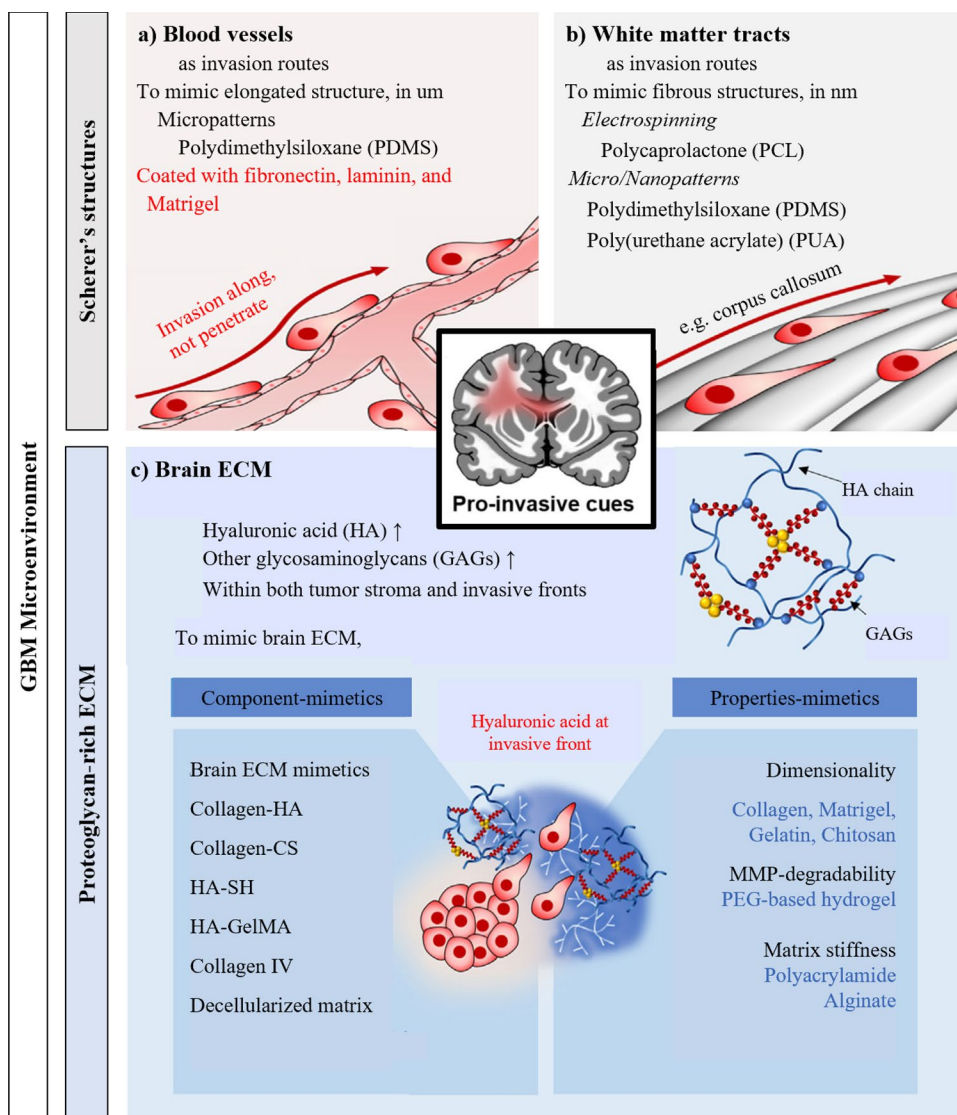 GBM Microenvironment
Scherer's structures
a) Blood vessels
as invasion routes
To mimic elongated structure, in um
Micropatterns
Polydimethylsiloxane (PDMS)
Coated with fibronectin, laminin, and
Matrigel
Invasion along,
not penetrate
b) White matter tracts
as invasion routes
To mimic fibrous structures, in nm
Electrospinning
Polycaprolactone (PCL)
Micro/Nanopatterns
Polydimethylsiloxane (PDMS)
Poly(urethane acrylate) (PUA)
e.g. corpus callosum
Pro-invasive cues
Proteoglycan-rich ECM
c) Brain ECM
Hyaluronic acid (HA) ↑
Other glycosaminoglycans (GAGs) ↑
Within both tumor stroma and invasive fronts
To mimic brain ECM,
HA chain
GAGs
Component-mimetics
Brain ECM mimetics
Collagen-HA
Collagen-CS
HA-SH
HA-GelMA
Collagen IV
Decellularized matrix
Hyaluronic acid at
invasive front
Properties-mimetics
Dimensionality
Collagen, Matrigel,
Gelatin, Chitosan
MMP-degradability
PEG-based hydrogel
Matrix stiffness
Polyacrylamide
Alginate